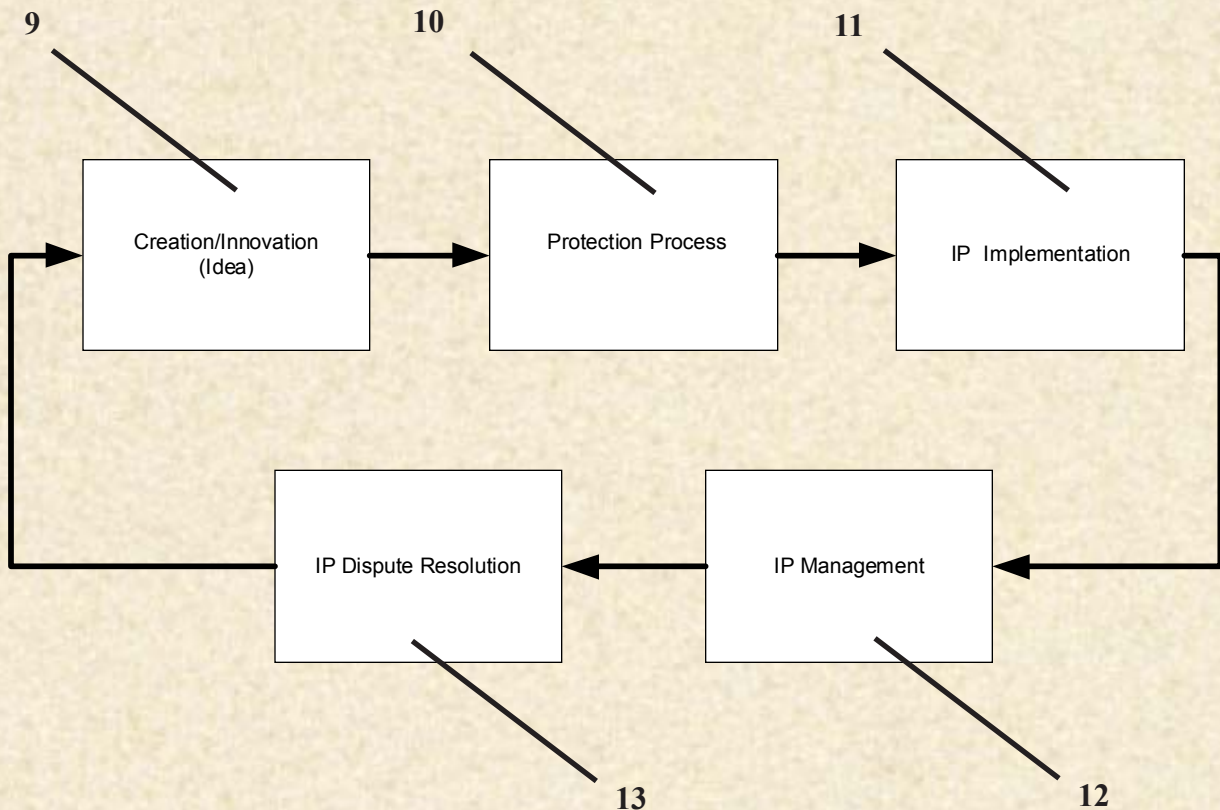 9
10
11
Creation/Innovation
(Idea)
Protection Process
IP Implementation
IP Dispute Resolution
IP Management
13
12